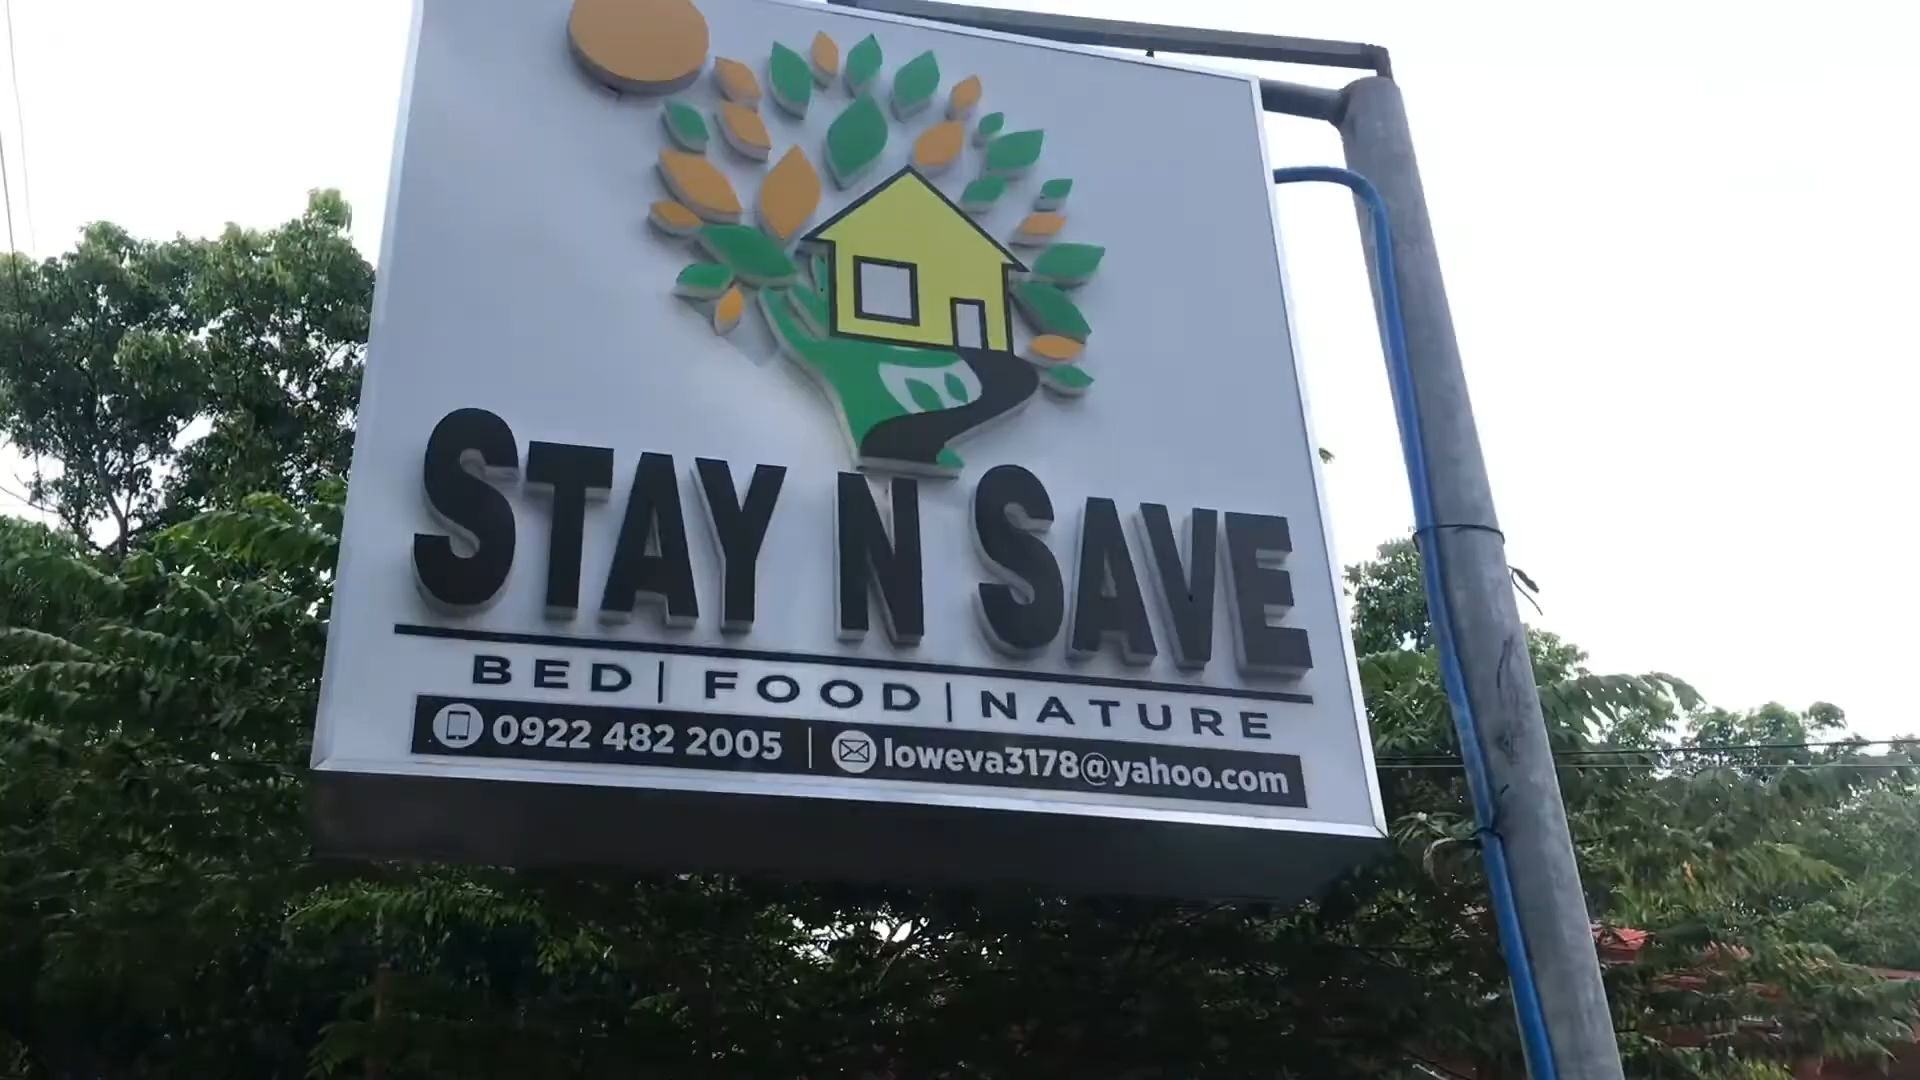 STAY N SAVE
BED | FOOD | NATURE
0922 482 2005 | loweva3178@yahoo.com